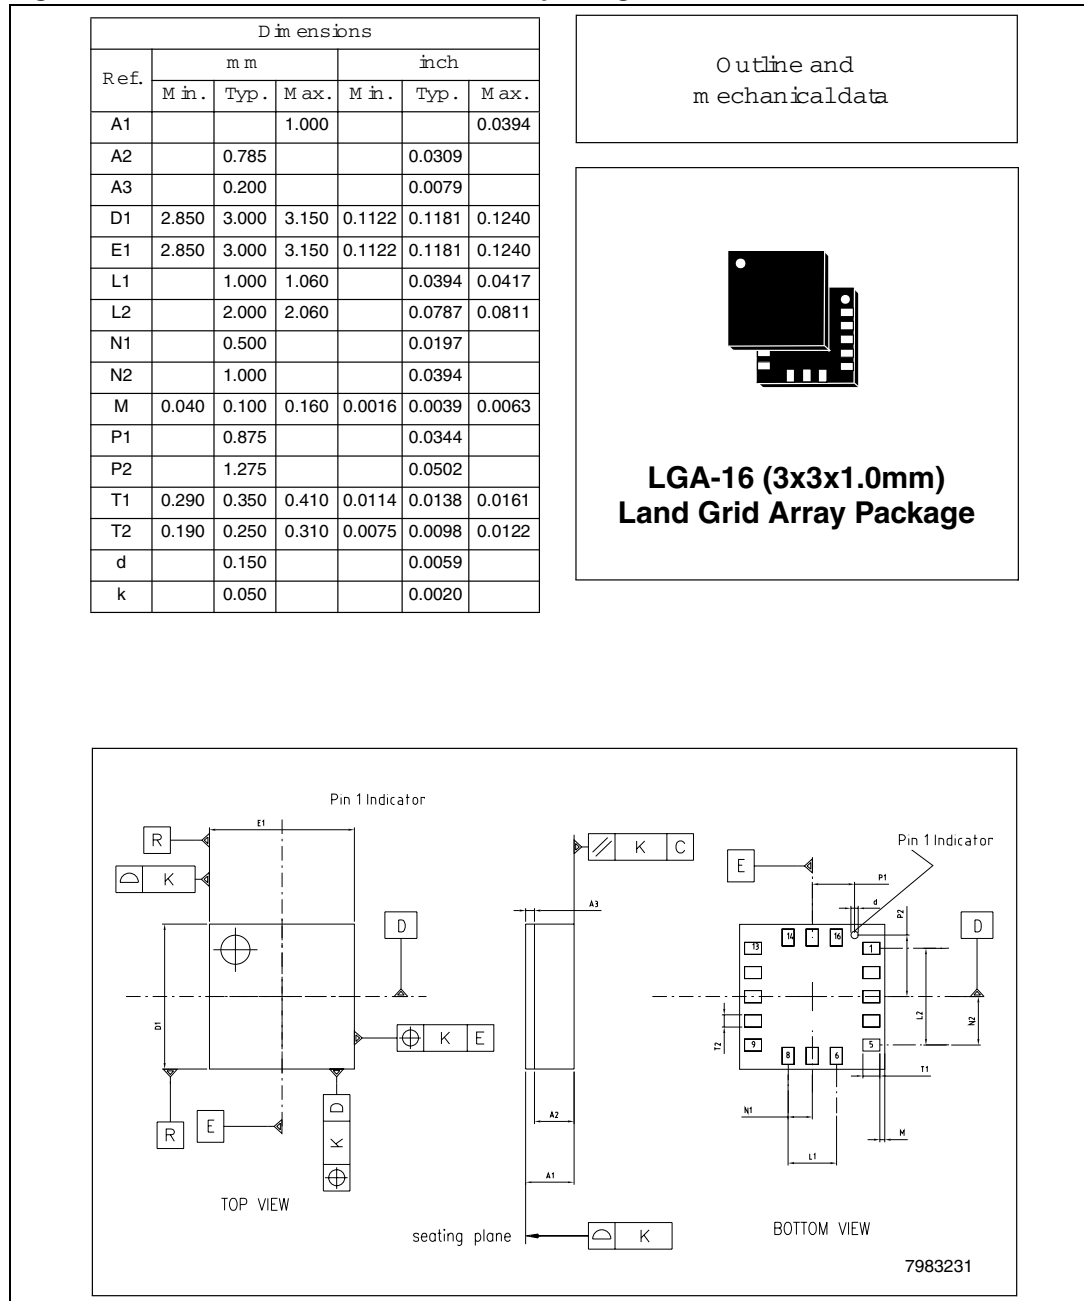 Dimensions
Ref. mm inch
Min. Typ. Max. Min. Typ. Max.
A1 1.000 0.0394
A2 0.785 0.0309
A3 0.200 0.0079
D1 2.850 3.000 3.150 0.1122 0.1181 0.1240
E1 2.850 3.000 3.150 0.1122 0.1181 0.1240
L1 1.000 1.060 0.0394 0.0417
L2 2.000 2.060 0.0787 0.0811
N1 0.500 0.0197
N2 1.000 0.0394
M 0.040 0.100 0.160 0.0016 0.0039 0.0063
P1 0.875 0.0344
P2 1.275 0.0502
T1 0.290 0.350 0.410 0.0114 0.0138 0.0161
T2 0.190 0.250 0.310 0.0075 0.0098 0.0122
d 0.150 0.0059
k 0.050 0.0020
Outline and
mechanical data
LGA-16 (3x3x1.0mm)
Land Grid Array Package
Pin 1 Indicator
E1
R
K
D
D1
K E
R
E
K D
TOP VIEW
K C
A3
A2
A1
seating plane
K
Pin 1 Indicator
E
P1
d
P2
D
14 16
13 1
L2
N2
T2
9 5
8 6
T1
N1
M
L1
BOTTOM VIEW
7983231